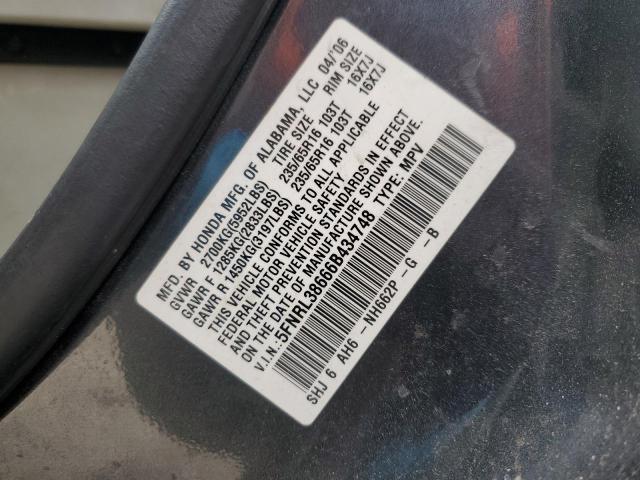 MFD. BY HONDA MFG. OF ALABAMA, LLC 04/'06
GVWR 2700KG(5952LBS) TIRE SIZE RIM SIZE
GAWR F 1285KG(2833LBS) 235/65R16 103T 16X7J
GAWR R 1450KG(3197LBS) 235/65R16 103T 16X7J
THIS VEHICLE CONFORMS TO ALL APPLICABLE
FEDERAL MOTOR VEHICLE SAFETY
AND THEFT PREVENTION STANDARDS IN EFFECT
ON THE DATE OF MANUFACTURE SHOWN ABOVE.
V.I.N.: 5FNRL38666B434748 TYPE: MPV
SHJ 6 AH6 -NH662P-G -B